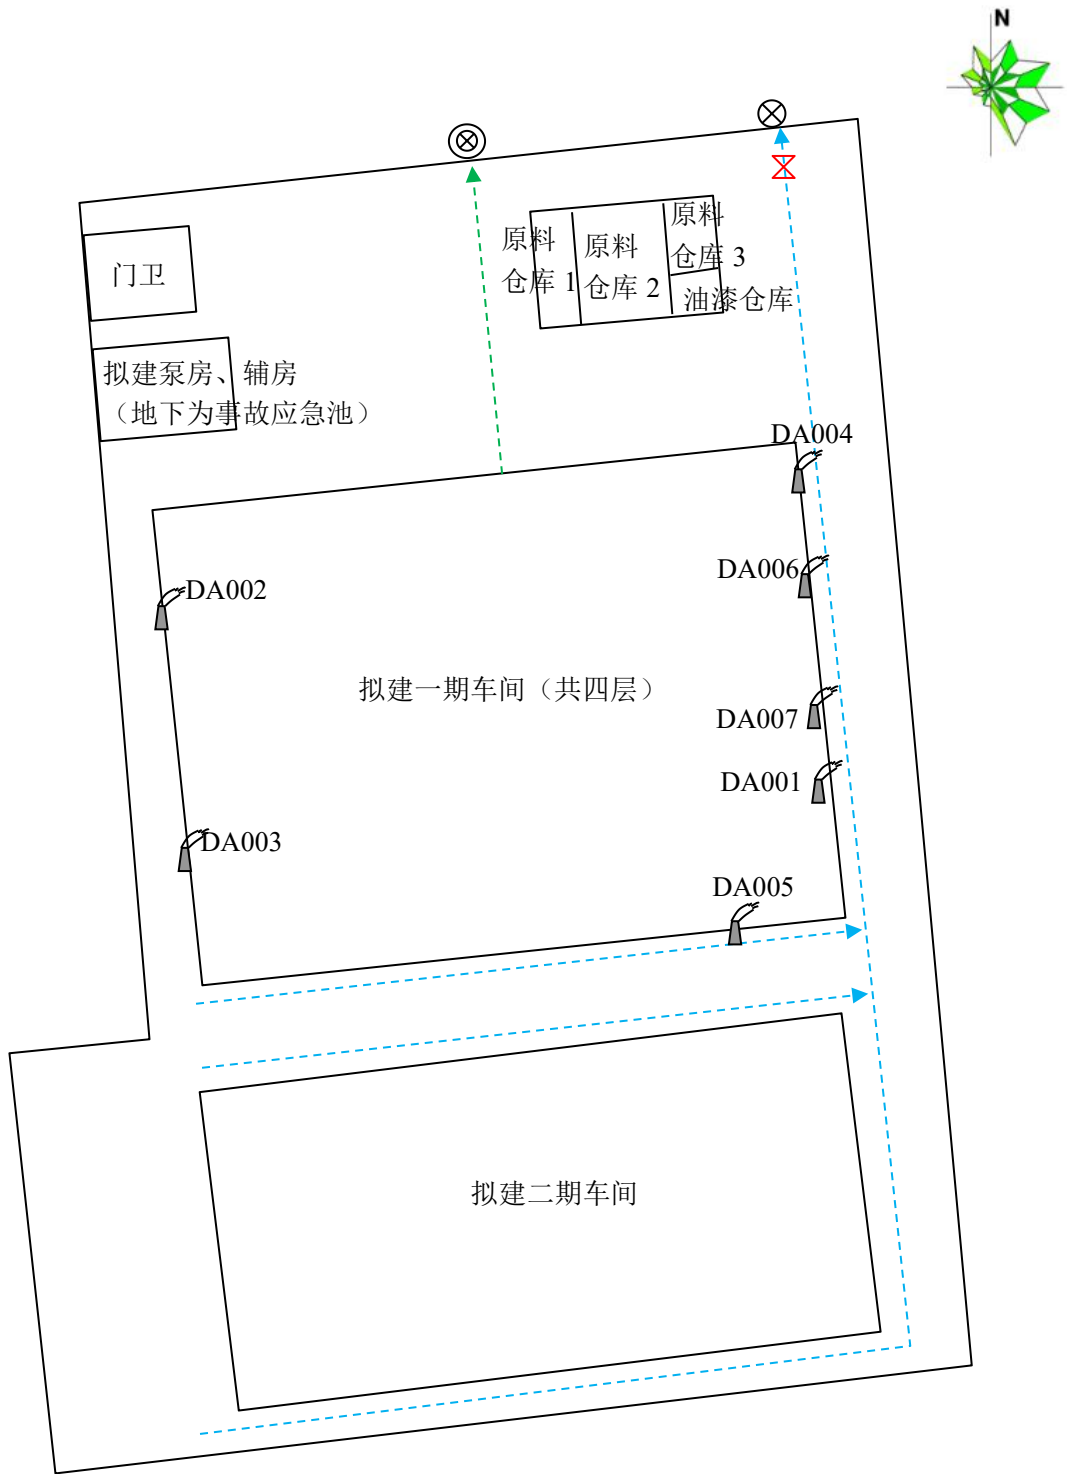 N
门卫
原料
仓库 1
原料
仓库 2
原料
仓库 3
油漆仓库
拟建泵房、辅房
（地下为事故应急池）
DA004
DA002
DA006
拟建一期车间（共四层）
DA007
DA001
DA003
DA005
拟建二期车间